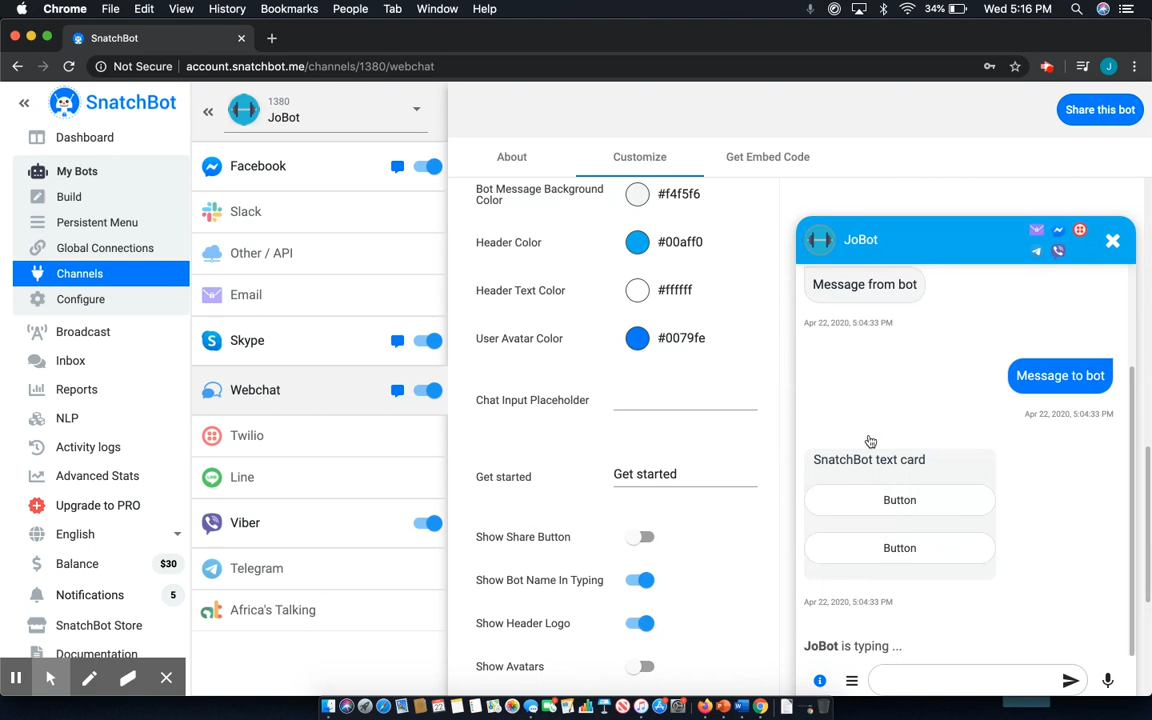 Chrome File Edit View History Bookmarks People Tab Window Help 34% Wed 5:16 PM
SnatchBot
Not Secure account.snatchbot.me/channels/1380/webchat J
SnatchBot
Dashboard
My Bots
Build
Persistent Menu
Global Connections
Channels
Configure
Broadcast
Inbox
Reports
NLP
Activity logs
Advanced Stats
Upgrade to PRO
English
Balance $30
Notifications 5
SnatchBot Store
Documentation
1380
JoBot
Facebook
Slack
Other / API
Email
Skype
Webchat
Twilio
Line
Viber
Telegram
Africa's Talking
Share this bot
About Customize Get Embed Code
Bot Message Background
Color
#f4f5f6
Header Color #00aff0
Header Text Color #ffffff
User Avatar Color #0079fe
Chat Input Placeholder
Get started Get started
Show Share Button
Show Bot Name In Typing
Show Header Logo
Show Avatars
JoBot
Message from bot
Apr 22, 2020, 5:04:33 PM
Message to bot
Apr 22, 2020, 5:04:33 PM
SnatchBot text card
Button
Button
Apr 22, 2020, 5:04:33 PM
JoBot is typing ...